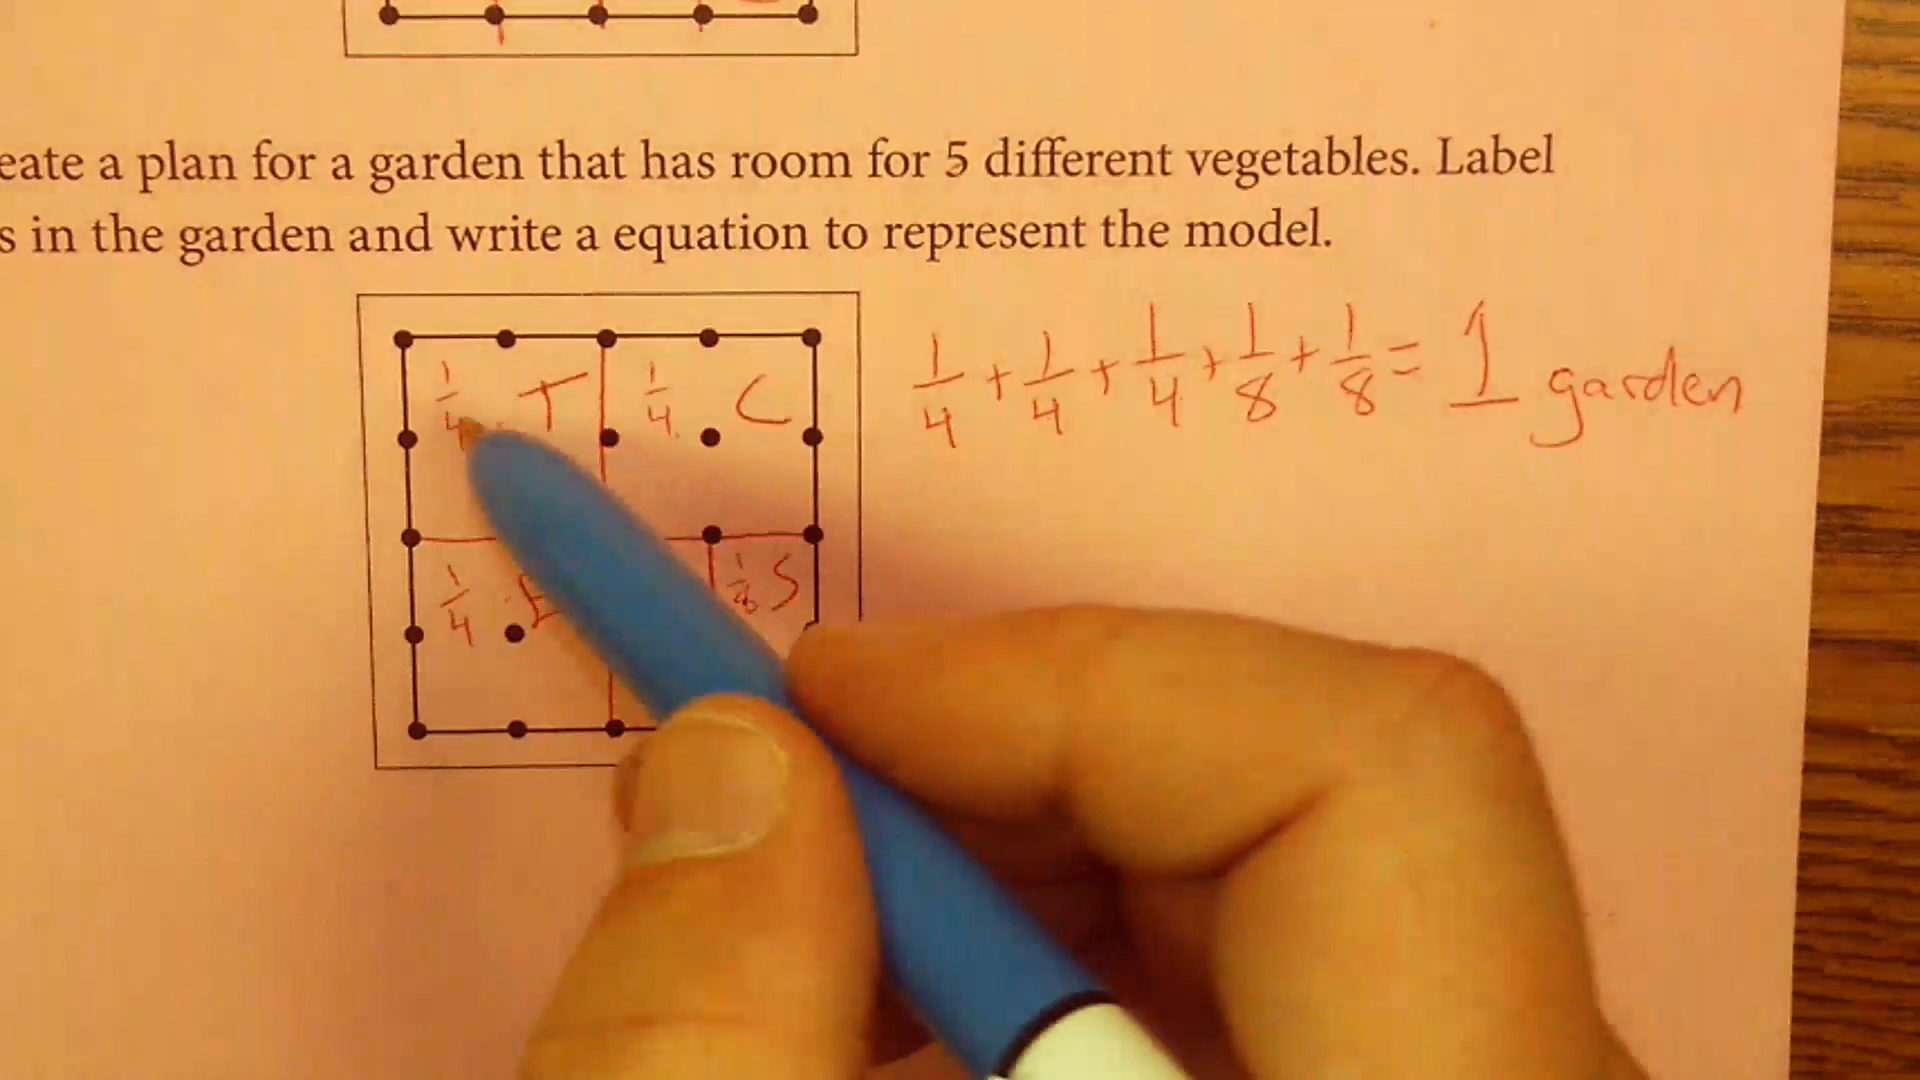 eate a plan for a garden that has room for 5 different vegetables. Label
s in the garden and write a equation to represent the model.
1/4 T 1/4 C
1/4 + 1/4 + 1/4 + 1/8 + 1/8 = 1 garden
1/4 1/8 S